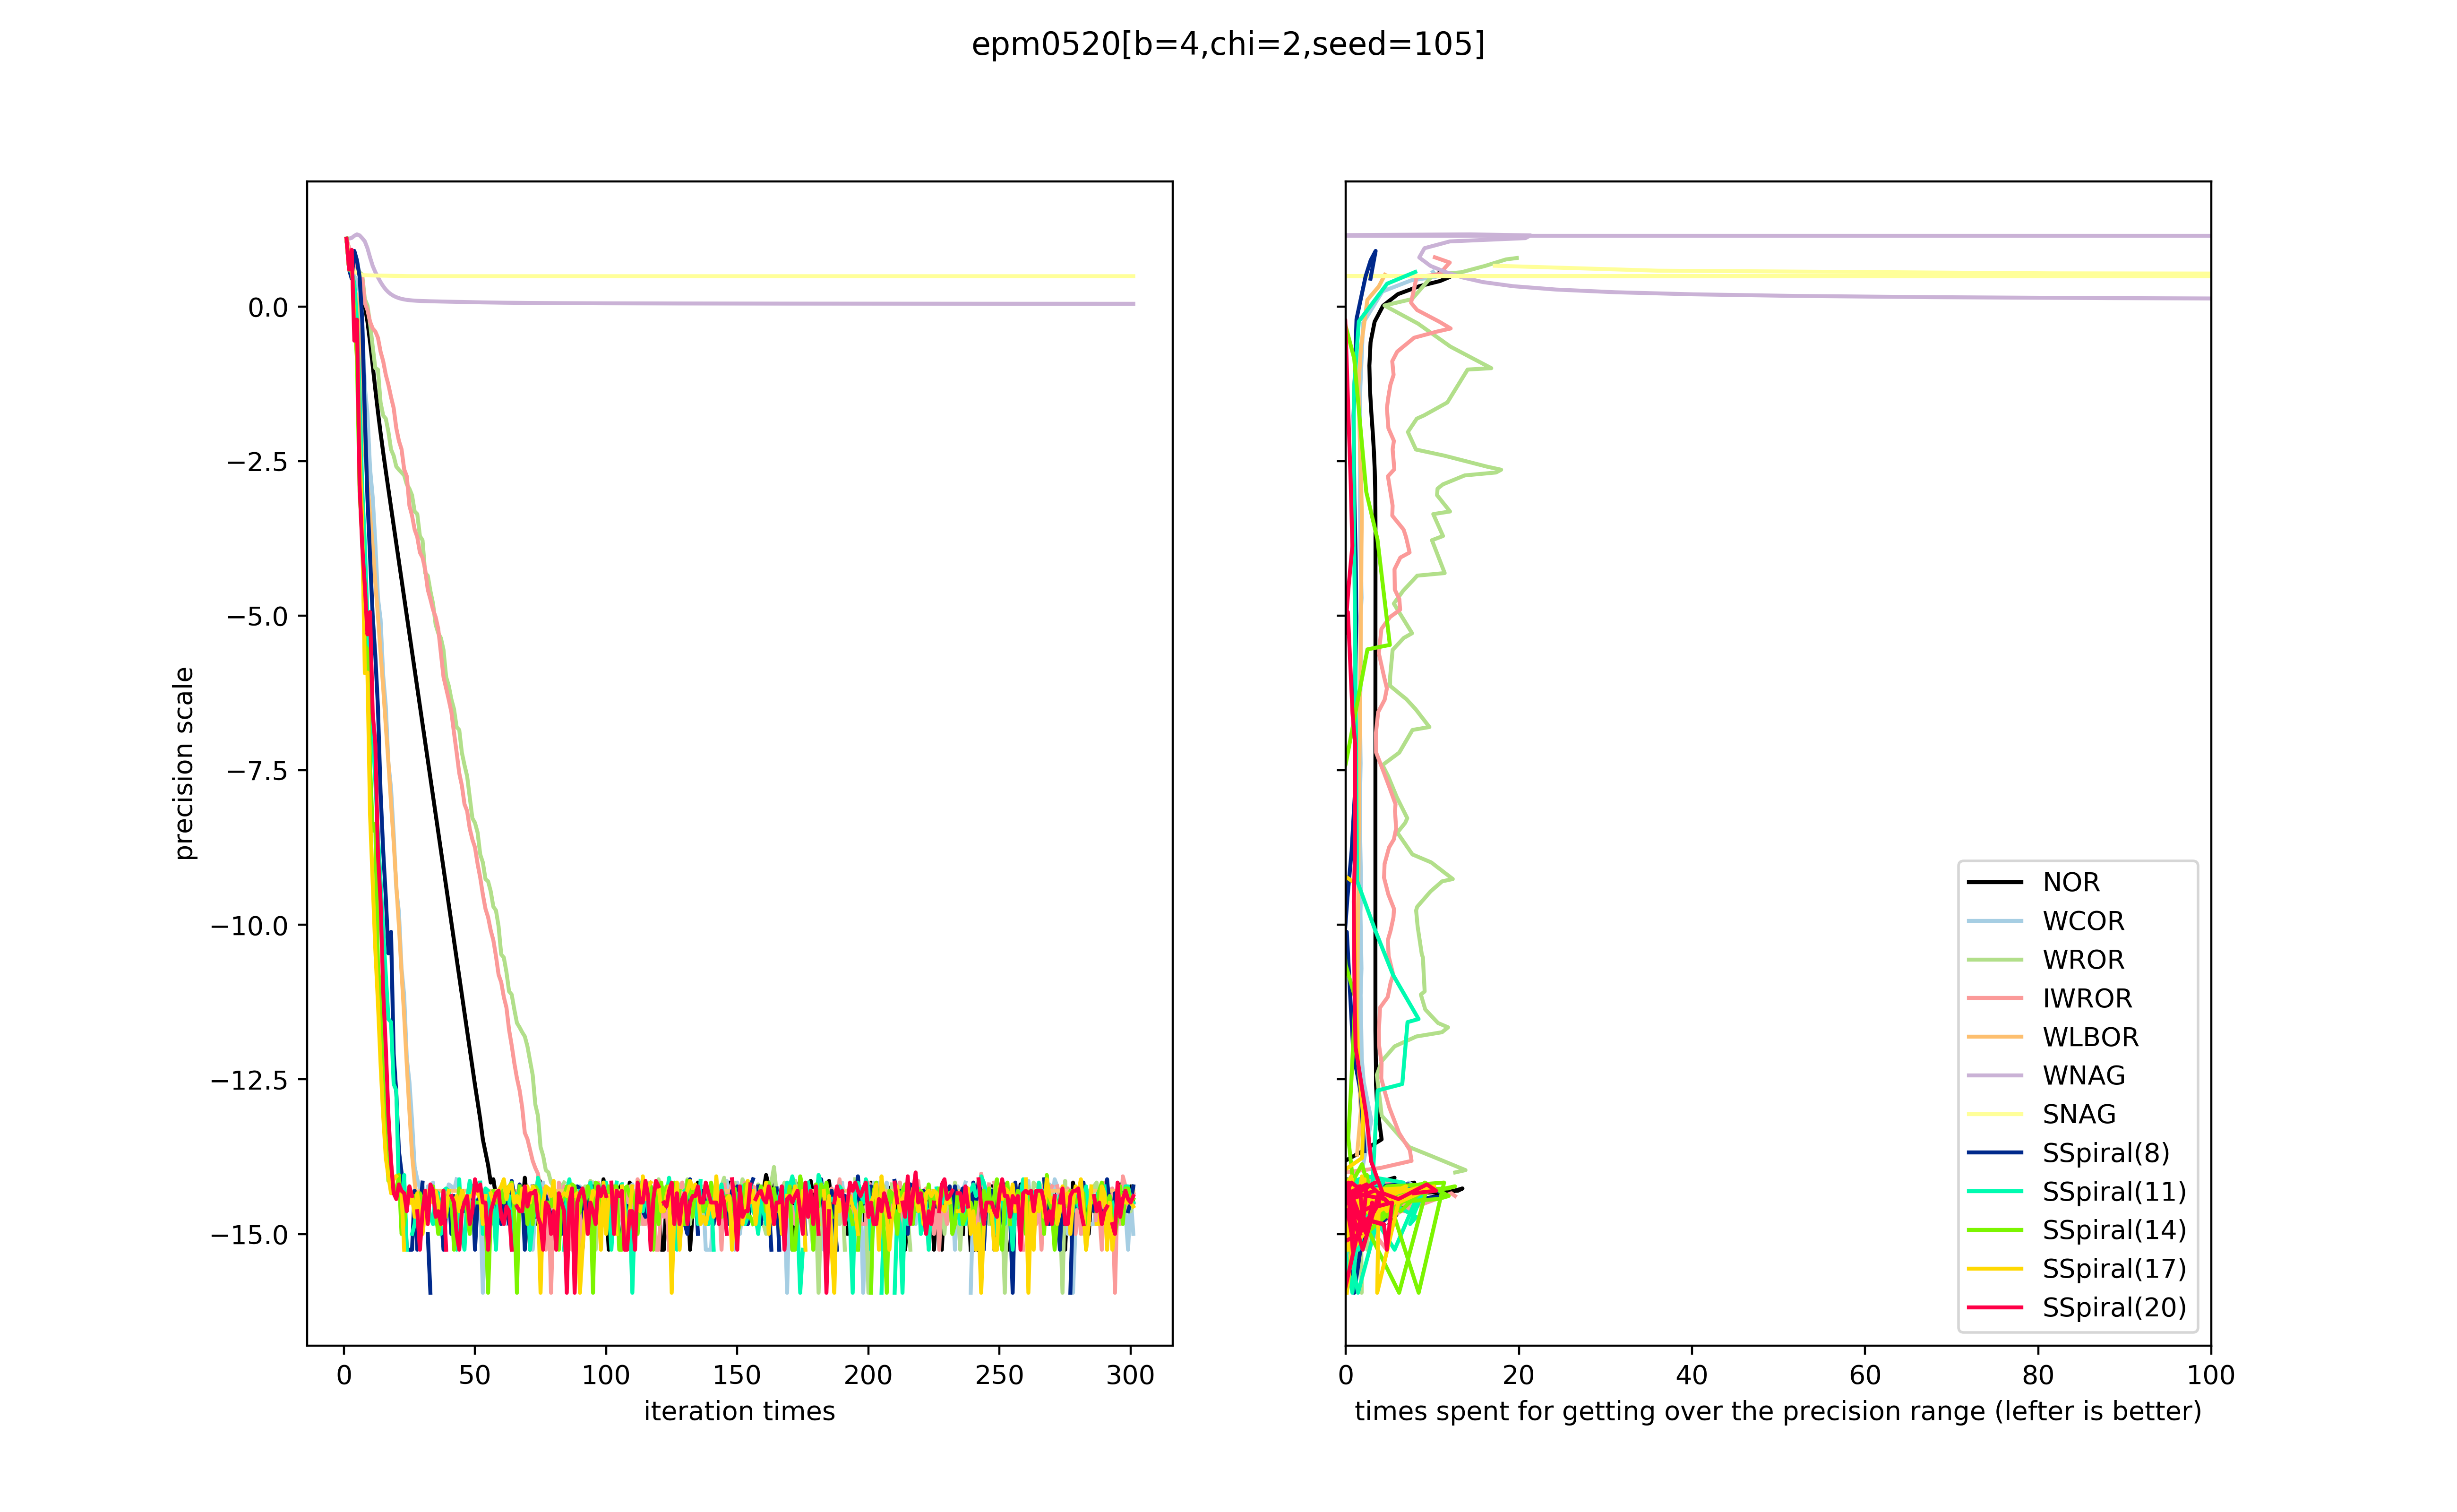 epm0520[b=4,chi=2,seed=105]
precision scale
0.0
−2.5
−5.0
−7.5
−10.0
−12.5
−15.0
0 50 100 150 200 250 300
iteration times
0 20 40 60 80 100
times spent for getting over the precision range (lefter is better)
NOR
WCOR
WROR
IWROR
WLBOR
WNAG
SNAG
SSpiral(8)
SSpiral(11)
SSpiral(14)
SSpiral(17)
SSpiral(20)